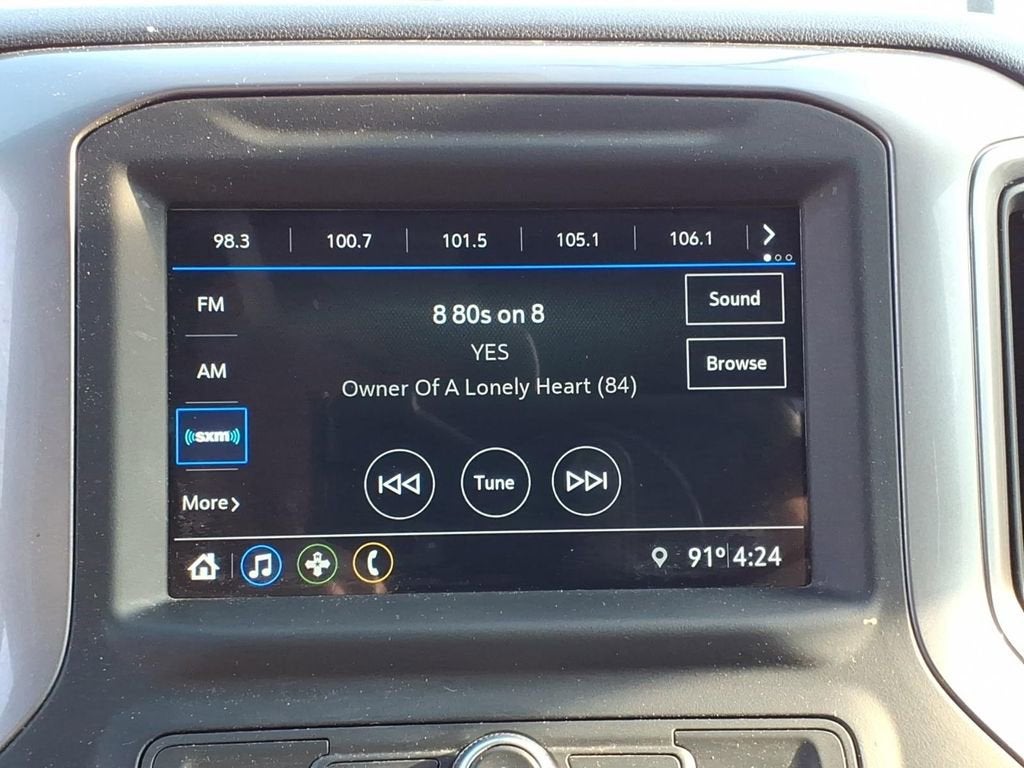 98.3 100.7 101.5 105.1 106.1
FM
8 80s on 8
Sound
YES
AM
Browse
Owner Of A Lonely Heart (84)
((sxm))
Tune
More
91° 4:24